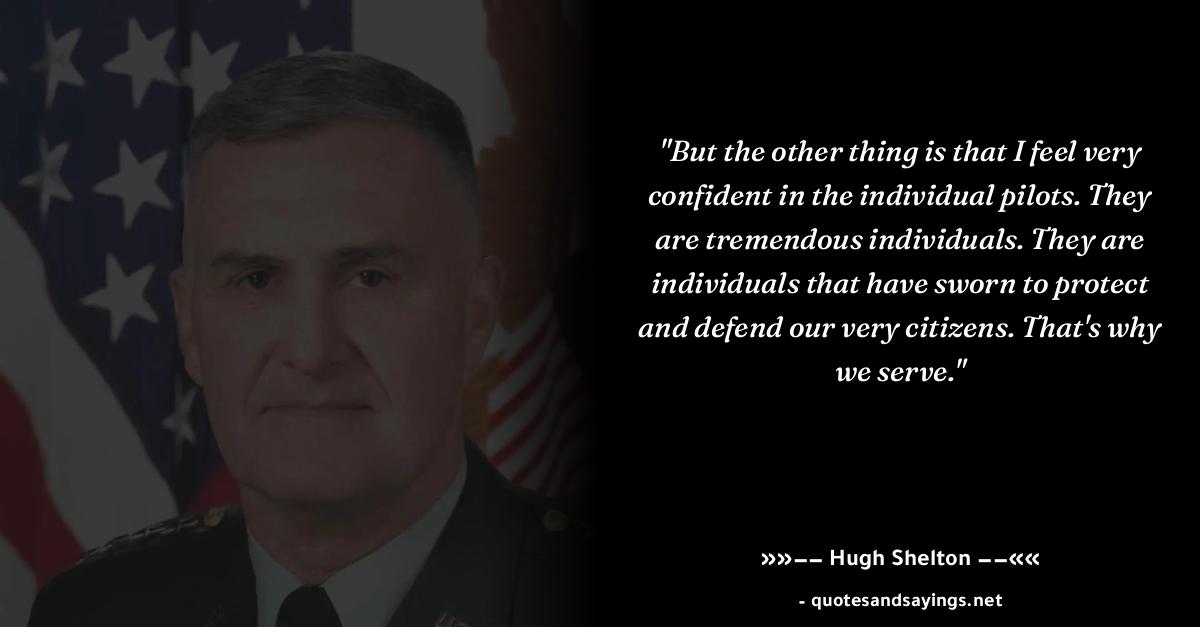 "But the other thing is that I feel very
confident in the individual pilots. They
are tremendous individuals. They are
individuals that have sworn to protect
and defend our very citizens. That's why
we serve."
»»–– Hugh Shelton ––««
- quotesandsayings.net